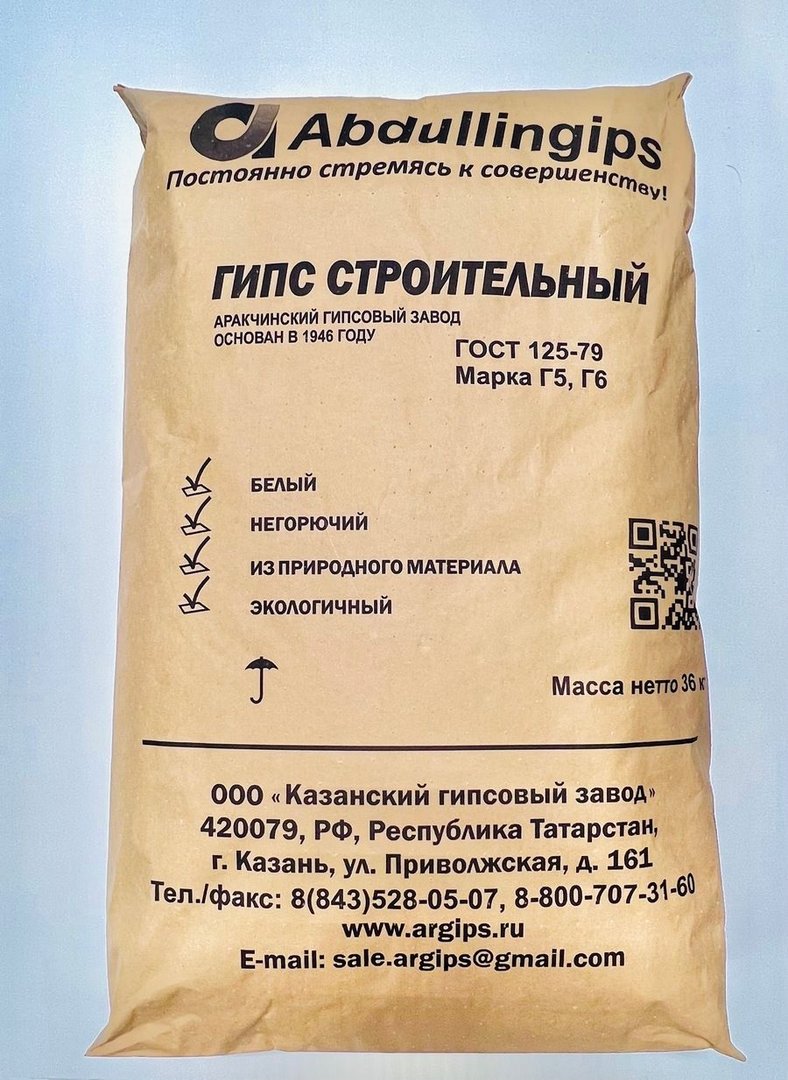 Abdullingips
Постоянно стремясь к совершенству!
ГИПС СТРОИТЕЛЬНЫЙ
АРАКЧИНСКИЙ ГИПСОВЫЙ ЗАВОД
ОСНОВАН В 1946 ГОДУ
ГОСТ 125-79
Марка Г5, Г6
БЕЛЫЙ
НЕГОРЮЧИЙ
ИЗ ПРИРОДНОГО МАТЕРИАЛА
ЭКОЛОГИЧНЫЙ
Масса нетто 36 к
ООО «Казанский гипсовый завод»
420079, РФ, Республика Татарстан,
г. Казань, ул. Приволжская, д. 161
Тел./факс: 8(843)528-05-07, 8-800-707-31-60
www.argips.ru
E-mail: sale.argips@gmail.com